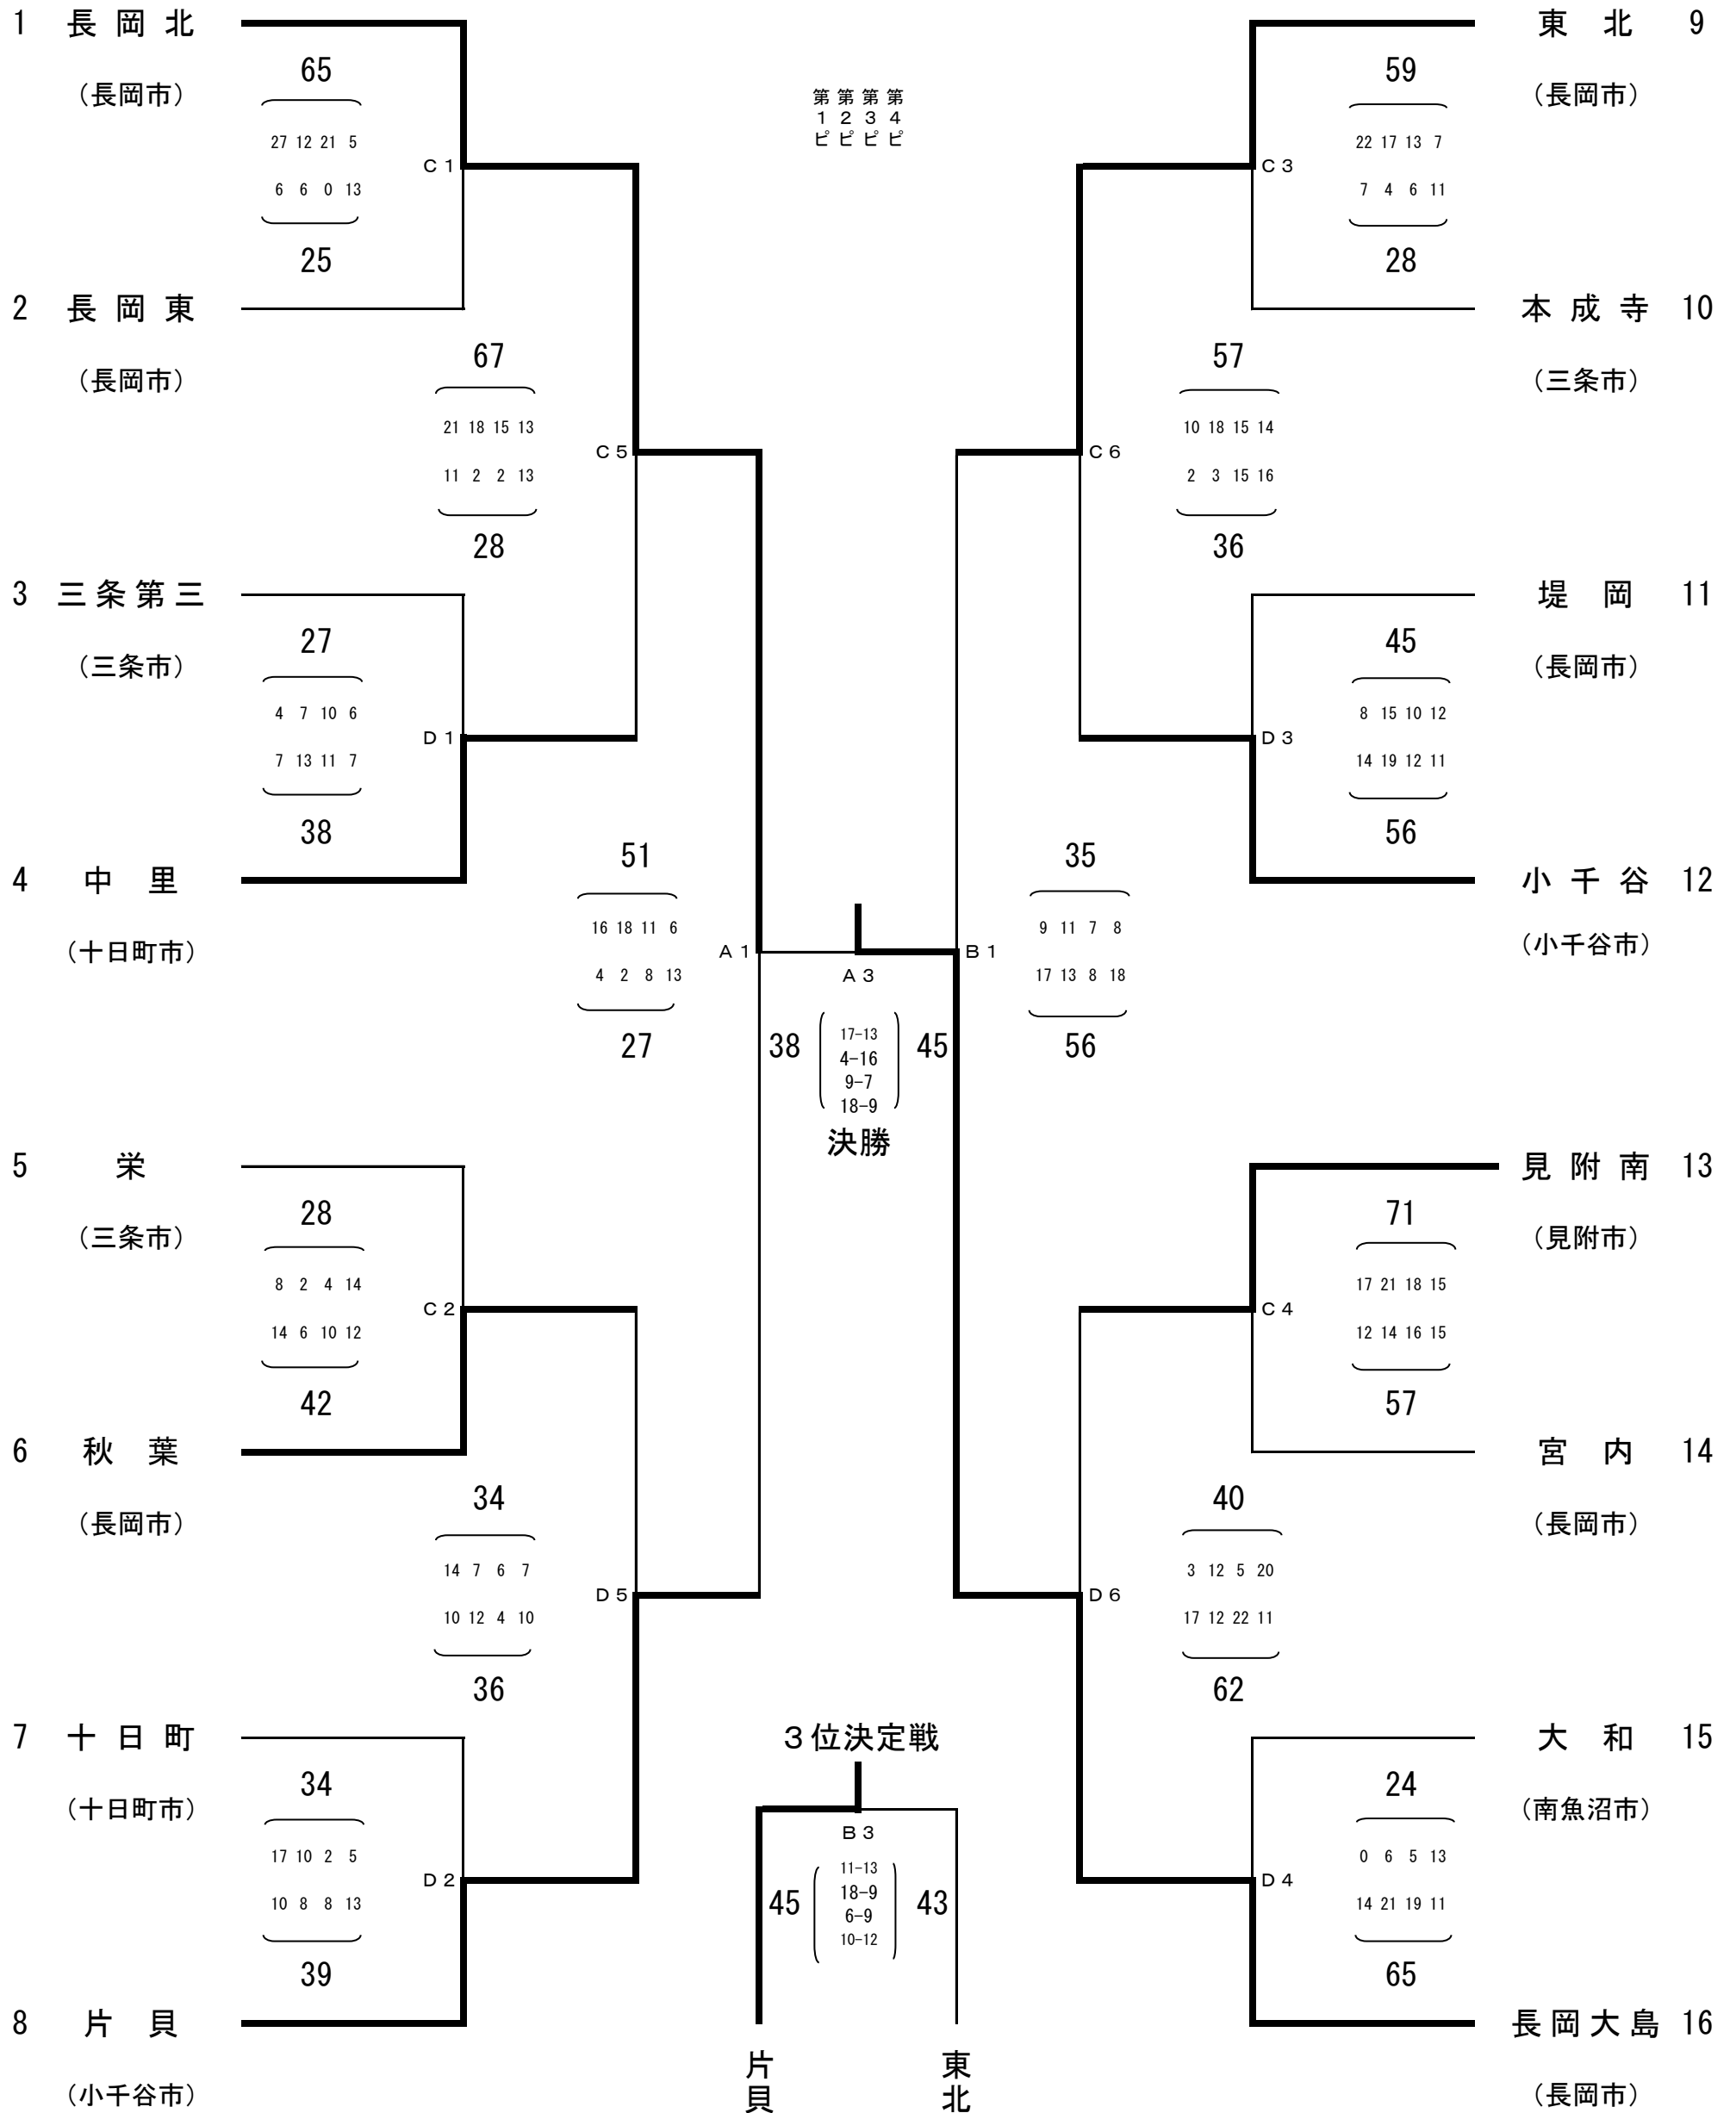 1 長岡北
(長岡市)
65
27 12 21 5
6 6 0 13
25
C1
2 長岡東
(長岡市)
67
21 18 15 13
11 2 2 13
28
C5
3 三条第三
(三条市)
27
4 7 10 6
7 13 11 7
38
D1
4 中里
(十日町市)
51
16 18 11 6
4 2 8 13
27
A1
5 栄
(三条市)
28
8 2 4 14
14 6 10 12
42
C2
6 秋葉
(長岡市)
34
14 7 6 7
10 12 4 10
36
D5
7 十日町
(十日町市)
34
17 10 2 5
10 8 8 13
39
D2
8 片貝
(小千谷市)
第1ピ
第2ピ
第3ピ
第4ピ
A3
38
17-13
4-16
9-7
18-9
45
決勝
3位決定戦
B3
45
11-13
18-9
6-9
10-12
43
片貝
東北
東北 9
(長岡市)
59
22 17 13 7
7 4 6 11
28
C3
本成寺 10
(三条市)
57
10 18 15 14
2 3 15 16
36
C6
堤岡 11
(長岡市)
45
8 15 10 12
14 19 12 11
56
D3
小千谷 12
(小千谷市)
35
9 11 7 8
17 13 8 18
56
B1
見附南 13
(見附市)
71
17 21 18 15
12 14 16 15
57
C4
宮内 14
(長岡市)
40
3 12 5 20
17 12 22 11
62
D6
大和 15
(南魚沼市)
24
0 6 5 13
14 21 19 11
65
D4
長岡大島 16
(長岡市)